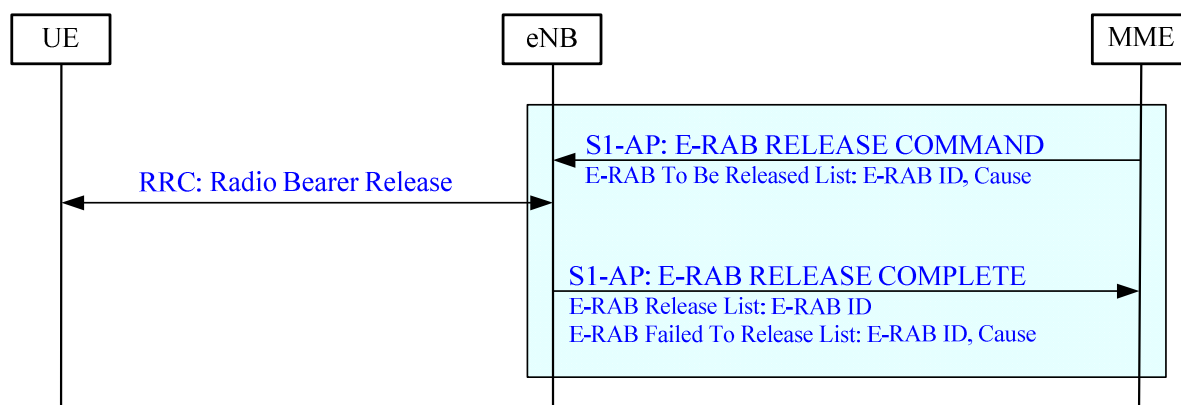 UE
eNB
MME
S1-AP: E-RAB RELEASE COMMAND
E-RAB To Be Released List: E-RAB ID, Cause
RRC: Radio Bearer Release
S1-AP: E-RAB RELEASE COMPLETE
E-RAB Release List: E-RAB ID
E-RAB Failed To Release List: E-RAB ID, Cause